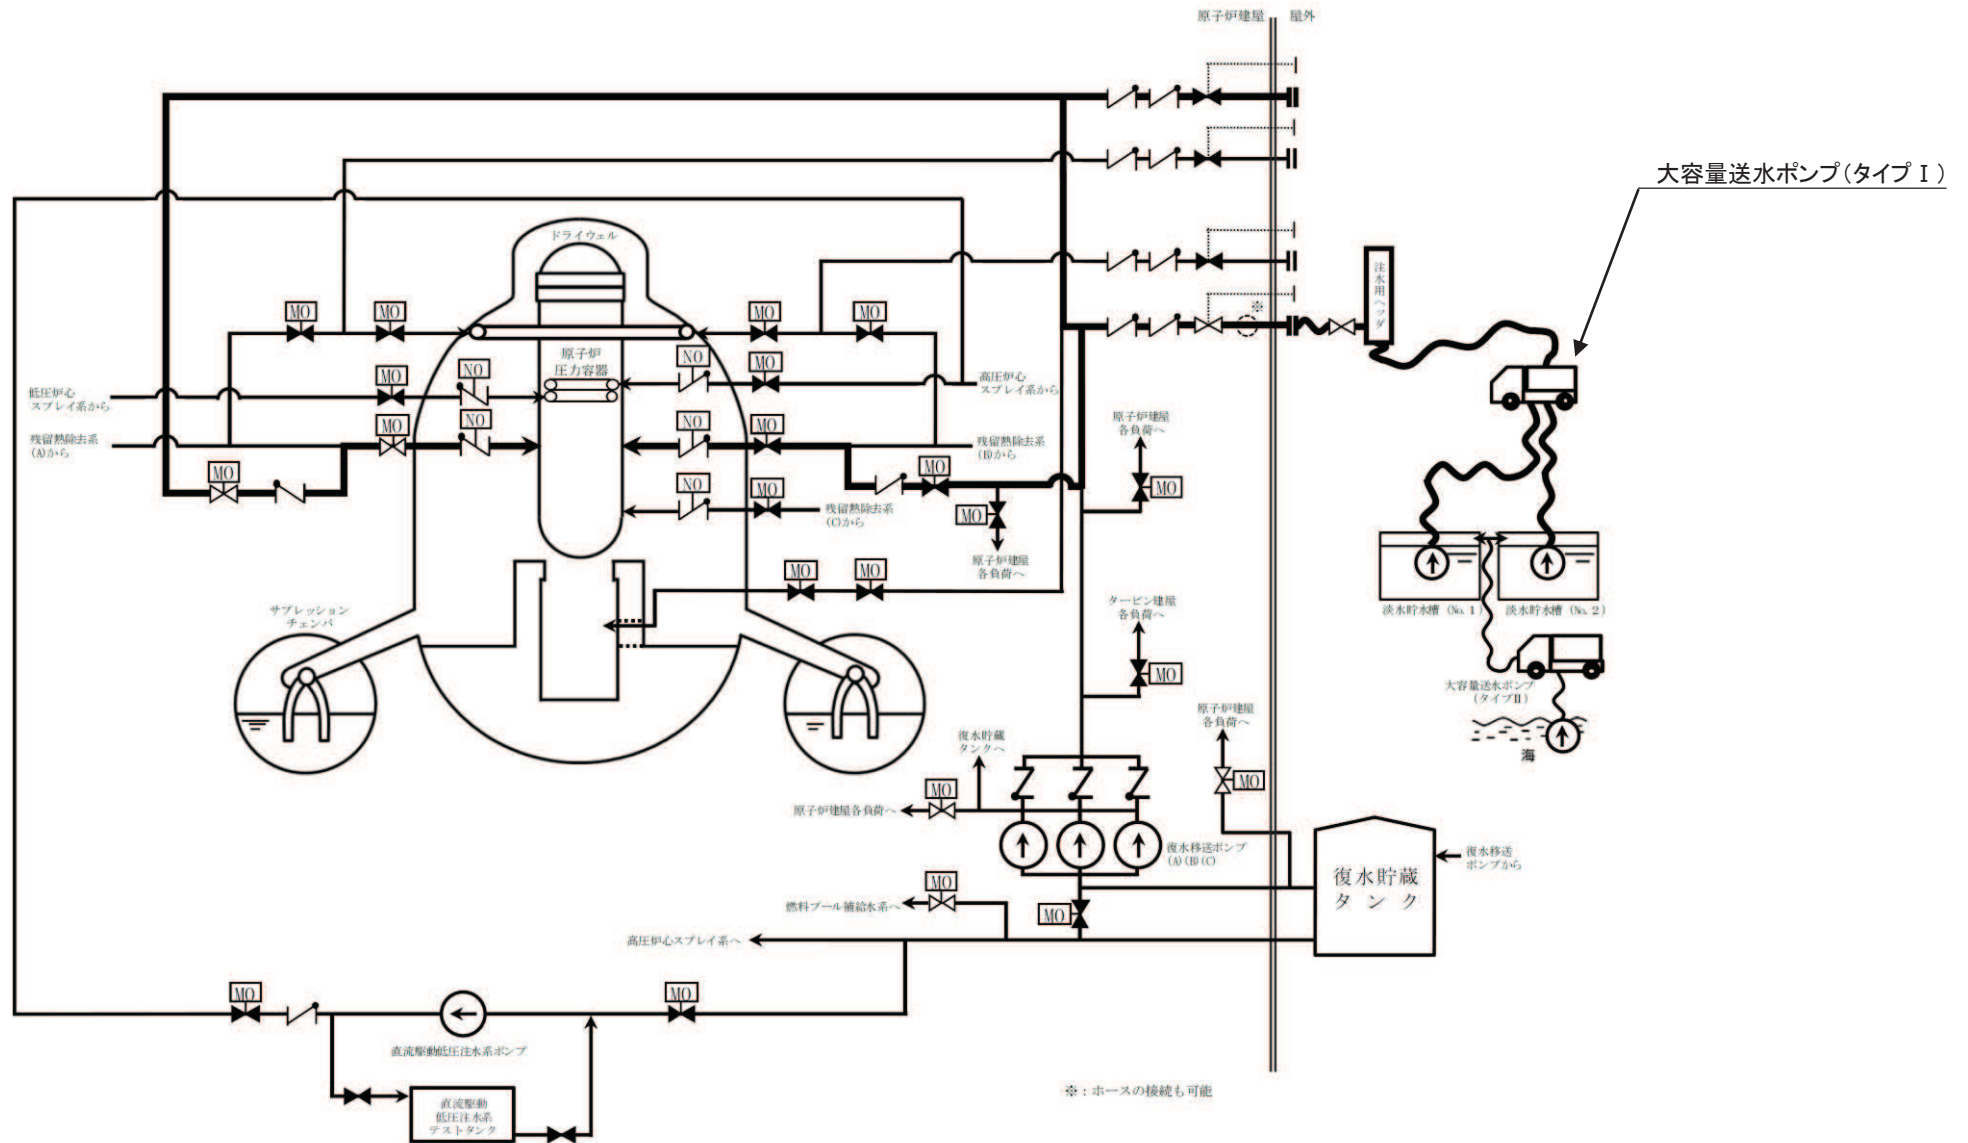 原子炉建屋 屋外
大容量送水ポンプ(タイプⅠ)
ドライウェル
注水用ヘッダ
※
MO
MO
MO
MO
原子炉
圧力容器
NO
MO
MO
NO
高圧炉心
スプレイ系から
低圧炉心
スプレイ系から
NO
MO
NO
MO
原子炉建屋
各負荷へ
残留熱除去系
(A)から
残留熱除去系
(B)から
MO
MO
NO
MO
MO
MO
残留熱除去系
(C)から
原子炉建屋
各負荷へ
MO
MO
サプレッション
チェンバ
タービン建屋
各負荷へ
淡水貯水槽 (No. 1)
淡水貯水槽 (No. 2)
MO
大容量送水ポンプ
(タイプⅡ)
海
原子炉建屋
各負荷へ
復水貯蔵
タンクへ
MO
MO
原子炉建屋各負荷へ
復水移送ポンプ
(A)(B)(C)
復水移送
ポンプから
復水貯蔵
タンク
MO
燃料プール補給水系へ
MO
高圧炉心スプレイ系へ
MO
MO
直流駆動低圧注水系ポンプ
直流駆動
低圧注水系
テストタンク
※:ホースの接続も可能